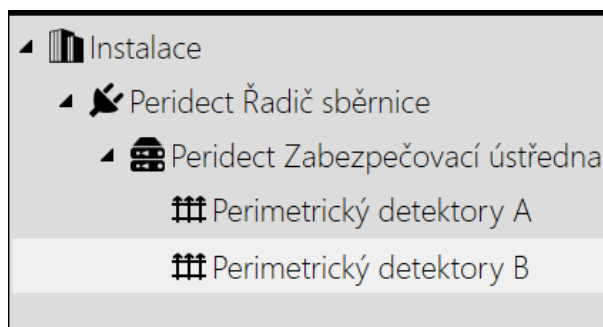 Instalace
Peridect Řadič sběrnice
Peridect Zabezpečovací ústředna
Perimetrický detektory A
Perimetrický detektory B